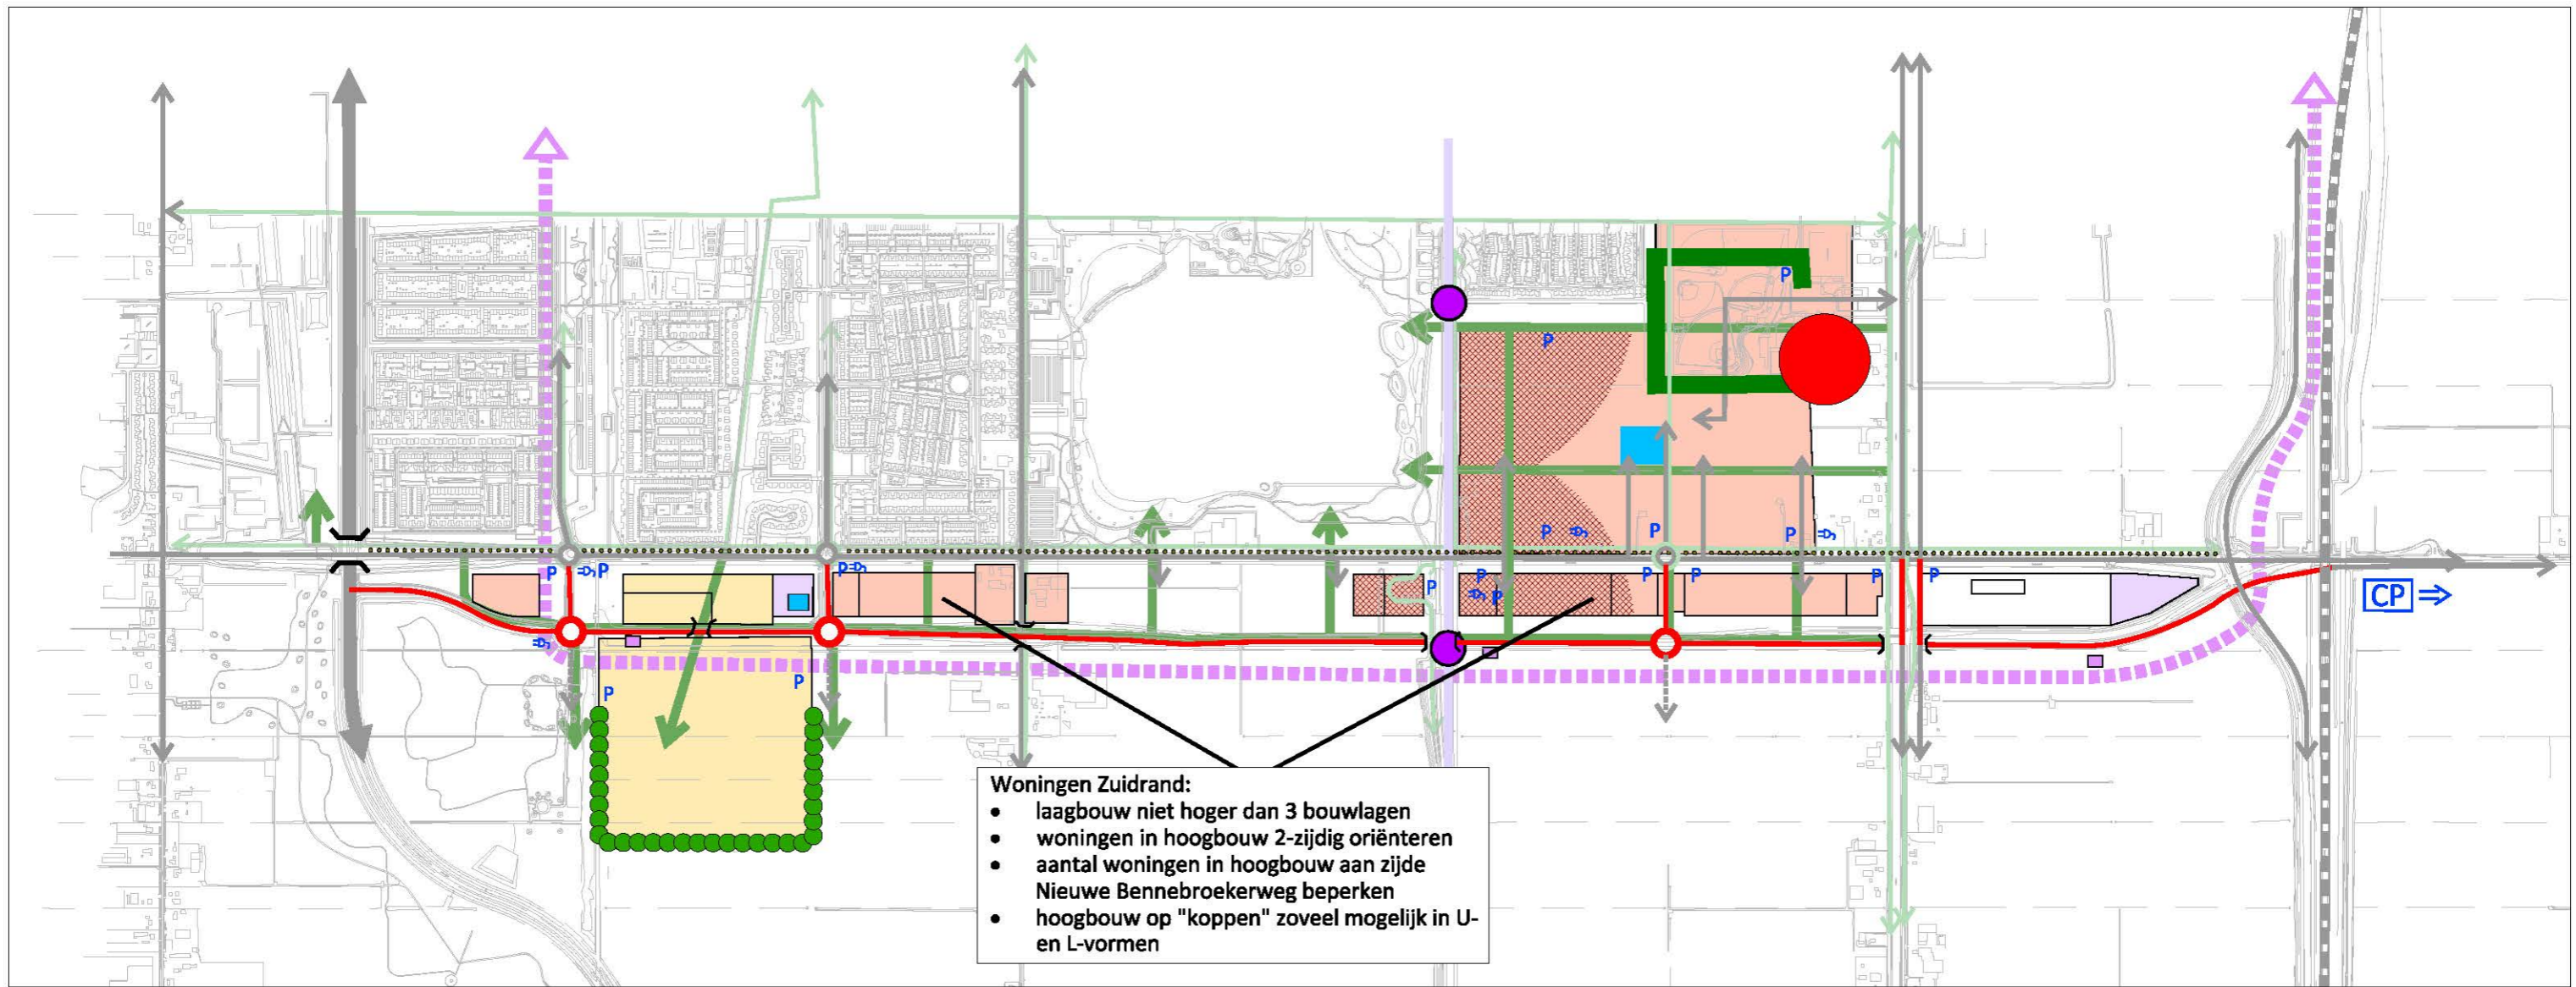 P
P
P
P
P
P P
P P P
P
P P P P
P
P
P P
CP
Woningen Zuidrand:
• laagbouw niet hoger dan 3 bouwlagen
• woningen in hoogbouw 2-zijdig oriënteren
• aantal woningen in hoogbouw aan zijde
Nieuwe Bennebroekerweg beperken
• hoogbouw op "koppen" zoveel mogelijk in U-
en L-vormen